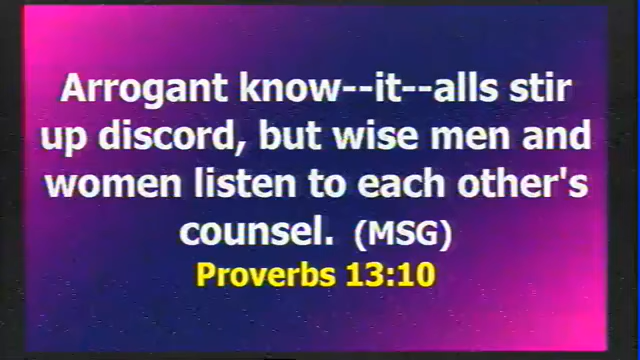 Arrogant know--it--alls stir
up discord, but wise men and
women listen to each other's
counsel. (MSG)
Proverbs 13:10